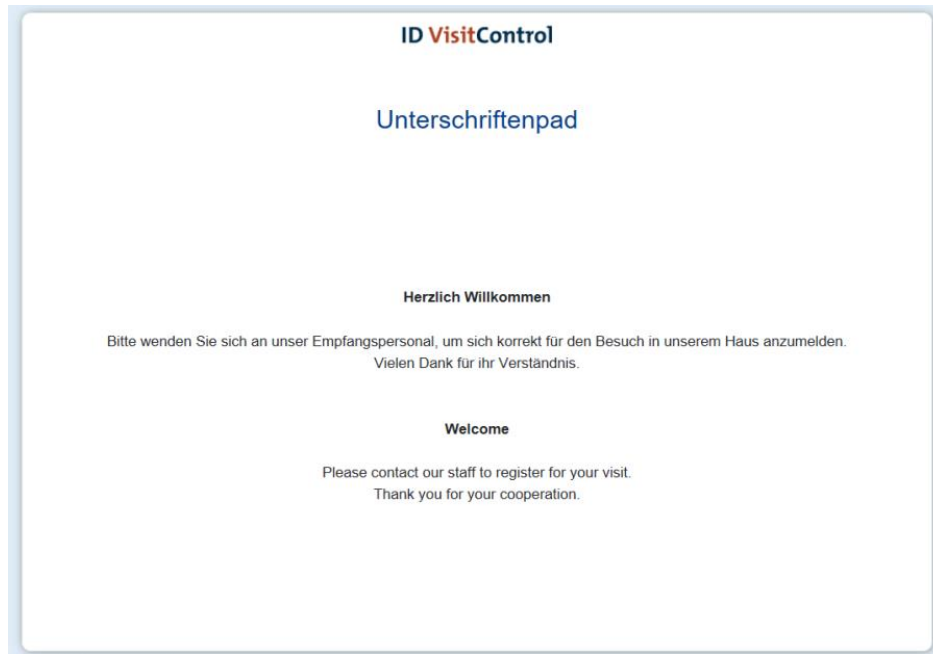 ID VisitControl
Unterschriftenpad
Herzlich Willkommen
Bitte wenden Sie sich an unser Empfangspersonal, um sich korrekt für den Besuch in unserem Haus anzumelden.
Vielen Dank für ihr Verständnis.
Welcome
Please contact our staff to register for your visit.
Thank you for your cooperation.